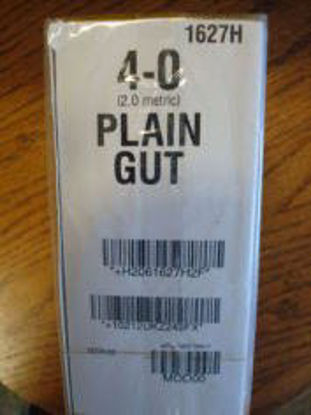 1627H
4-0
(2.0 metric)
PLAIN
GUT
*+H2061627H2F*